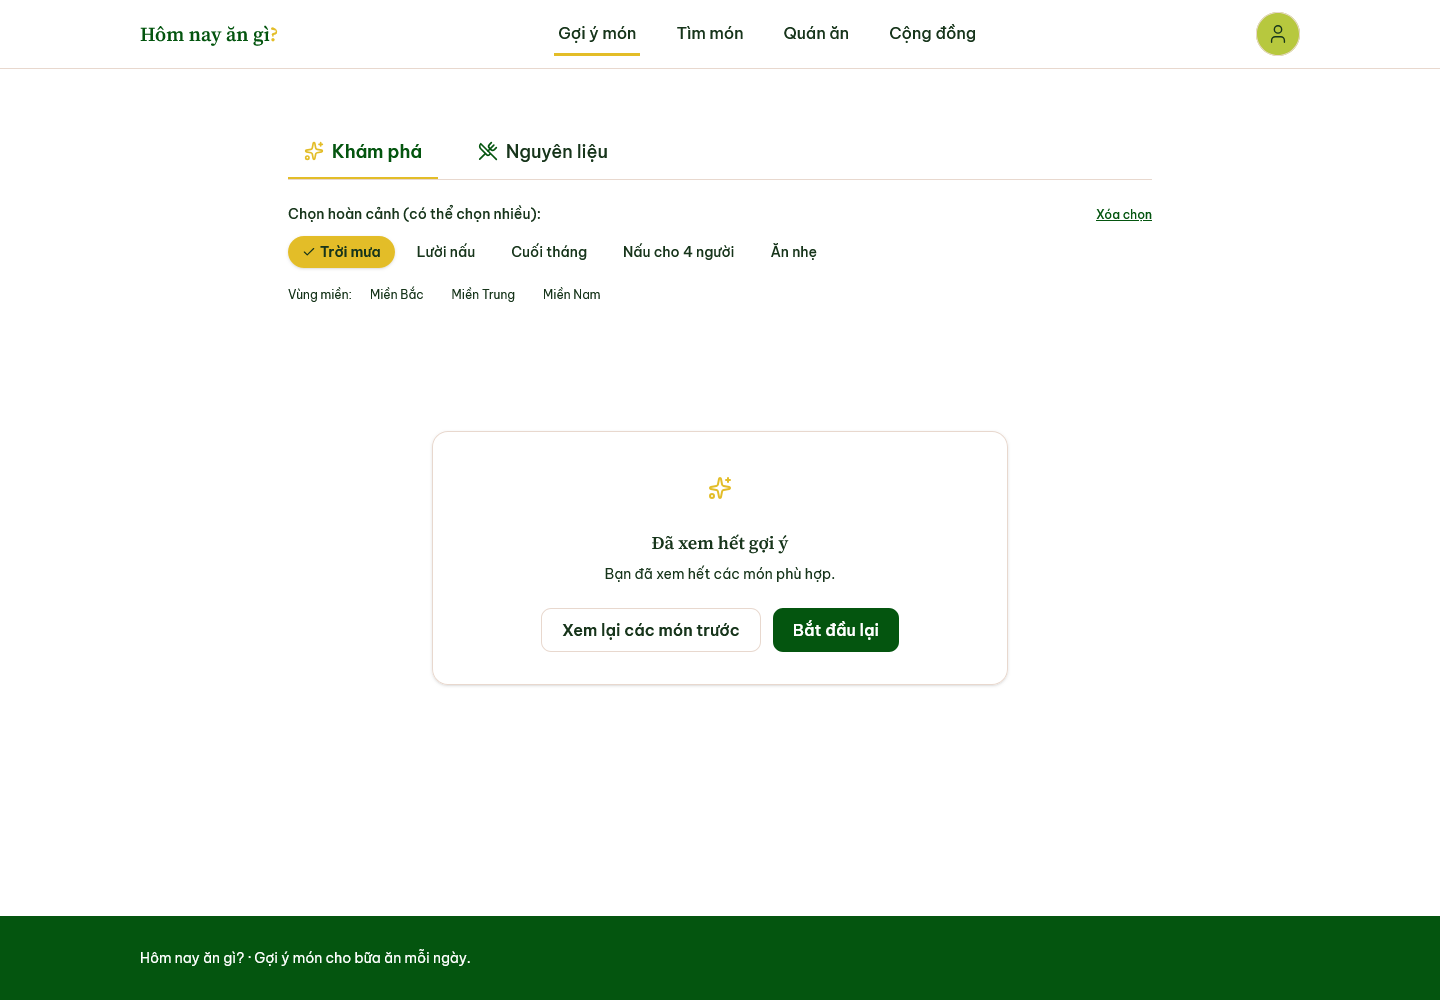 Hôm nay ăn gì?
Gợi ý món
Tìm món
Quán ăn
Cộng đồng
Khám phá
Nguyên liệu
Chọn hoàn cảnh (có thể chọn nhiều):
Xóa chọn
Trời mưa
Lười nấu
Cuối tháng
Nấu cho 4 người
Ăn nhẹ
Vùng miền:
Miền Bắc
Miền Trung
Miền Nam
Đã xem hết gợi ý
Bạn đã xem hết các món phù hợp.
Xem lại các món trước
Bắt đầu lại
Hôm nay ăn gì? · Gợi ý món cho bữa ăn mỗi ngày.